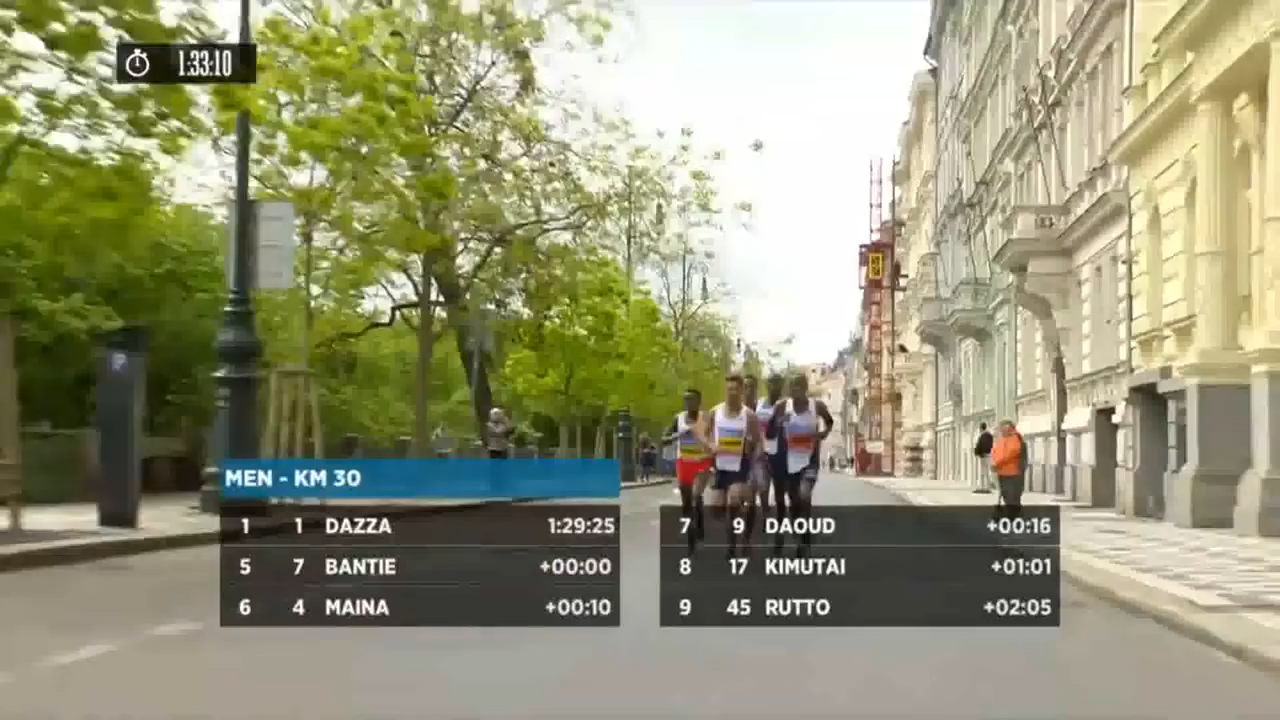 1:33:10
MEN - KM 30
1 1 DAZZA 1:29:25
5 7 BANTIE +00:00
6 4 MAINA +00:10
7 9 DAOUD +00:16
8 17 KIMUTAI +01:01
9 45 RUTTO +02:05